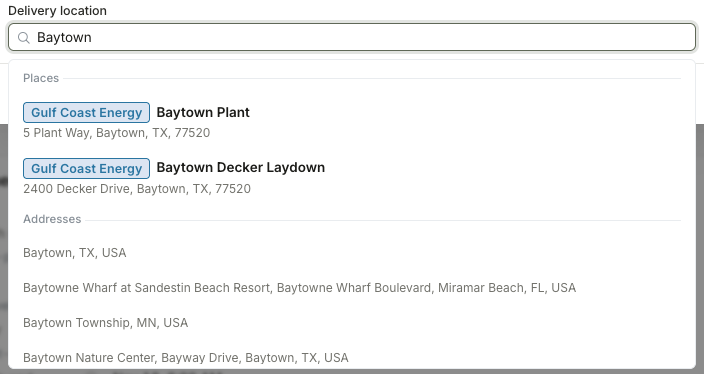 Delivery location
Baytown
Places
Gulf Coast Energy Baytown Plant
5 Plant Way, Baytown, TX, 77520
Gulf Coast Energy Baytown Decker Laydown
2400 Decker Drive, Baytown, TX, 77520
Addresses
Baytown, TX, USA
Baytowne Wharf at Sandestin Beach Resort, Baytowne Wharf Boulevard, Miramar Beach, FL, USA
Baytown Township, MN, USA
Baytown Nature Center, Bayway Drive, Baytown, TX, USA